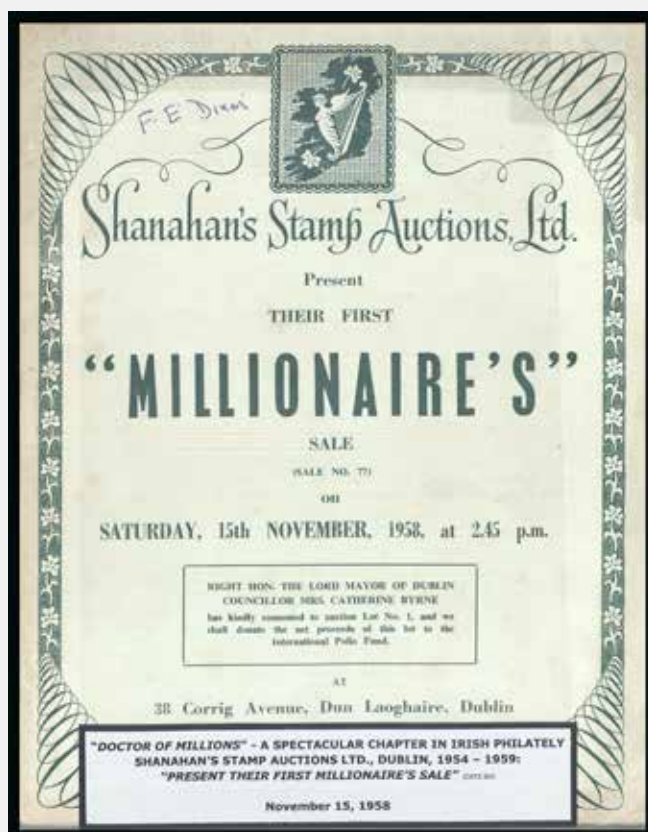 F. E. Dixon
Shanahan's Stamp Auctions, Ltd.
Present
THEIR FIRST
“MILLIONAIRE'S”
SALE
(SALE NO. 77)
on
SATURDAY, 15th NOVEMBER, 1958, at 2.45 p.m.
RIGHT HON. THE LORD MAYOR OF DUBLIN
COUNCILLOR MRS. CATHERINE BYRNE
has kindly consented to auction Lot No. 1, and we
shall donate the net proceeds of this lot to the
International Polio Fund.
AT
38 Corrig Avenue, Dun Laoghaire, Dublin
"DOCTOR OF MILLIONS" - A SPECTACULAR CHAPTER IN IRISH PHILATELY
SHANAHAN'S STAMP AUCTIONS LTD., DUBLIN, 1954 – 1959:
"PRESENT THEIR FIRST MILLIONAIRE'S SALE"
November 15, 1958